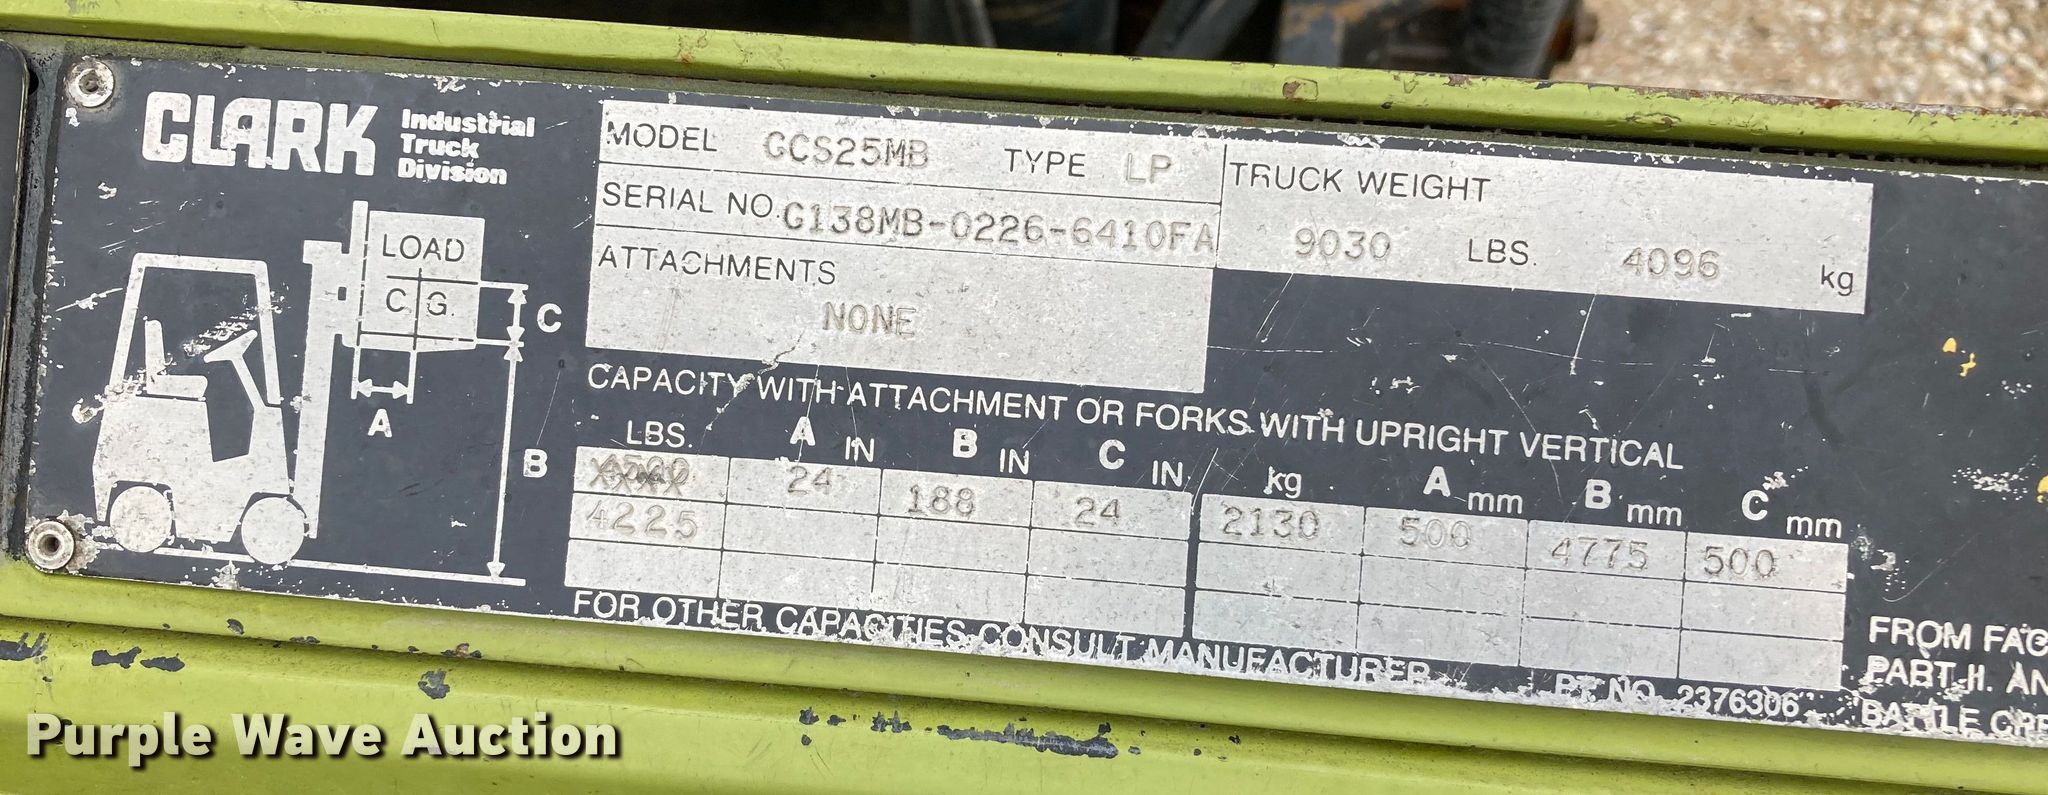 CLARK Industrial
Truck
Division
MODEL GCS25MB TYPE LP
SERIAL NO. G138MB-0226-6410FA
ATTACHMENTS
NONE
TRUCK WEIGHT
9030 LBS. 4096 kg
LOAD
C.G.
C
A
B
CAPACITY WITH ATTACHMENT OR FORKS WITH UPRIGHT VERTICAL
LBS. A IN B IN C IN kg A mm B mm C mm
24 188 24 2130 500 4775 500
4225
FOR OTHER CAPACITIES CONSULT MANUFACTURER
PT. NO. 2376306
FROM FAC
PART II. AN
BATTLE CRE
Purple Wave Auction